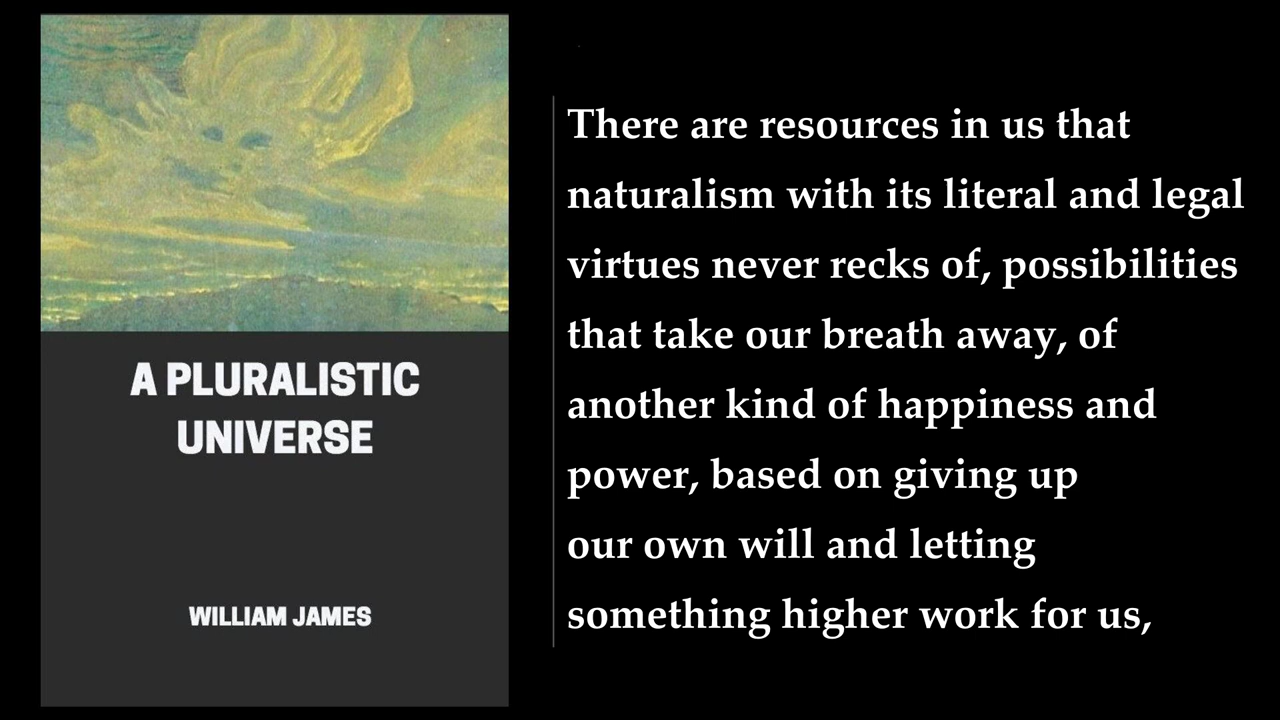 A PLURALISTIC
UNIVERSE
WILLIAM JAMES
There are resources in us that
naturalism with its literal and legal
virtues never recks of, possibilities
that take our breath away, of
another kind of happiness and
power, based on giving up
our own will and letting
something higher work for us,